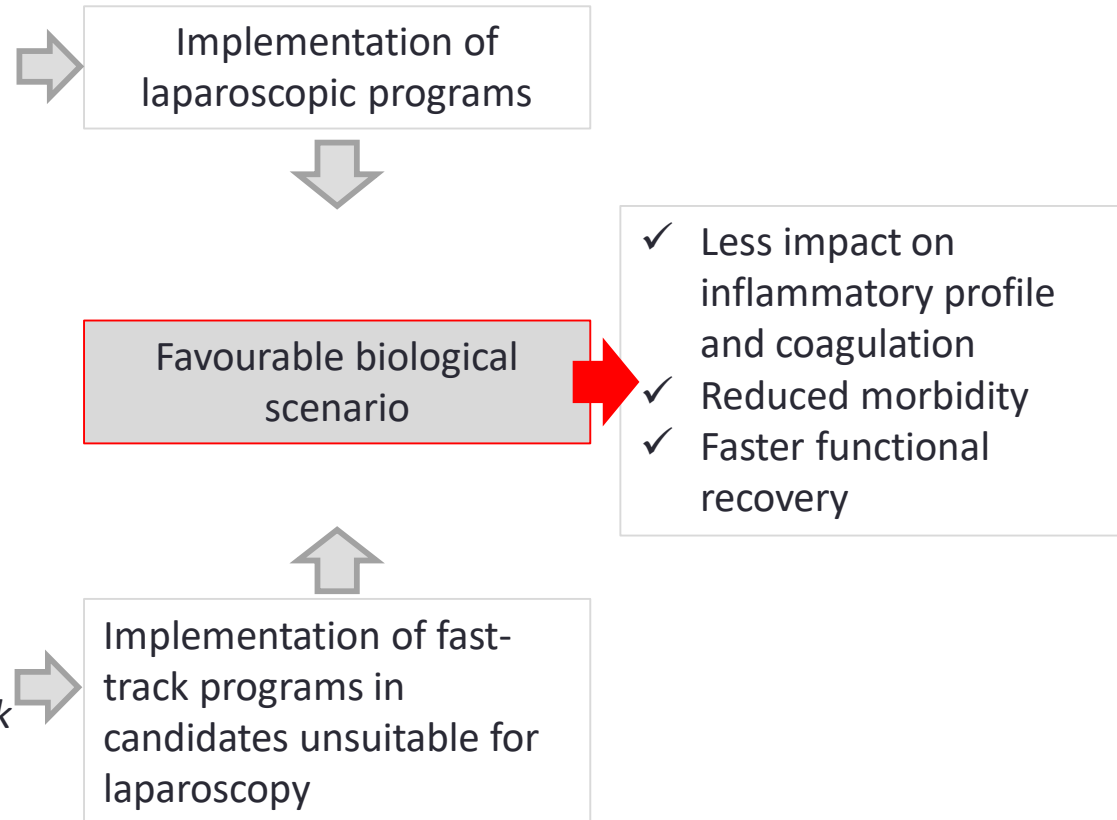 Implementation of
laparoscopic programs
✓ Less impact on
inflammatory profile
and coagulation
✓ Reduced morbidity
✓ Faster functional
recovery
Favourable biological
scenario
Implementation of fast-
track programs in
candidates unsuitable for
laparoscopy